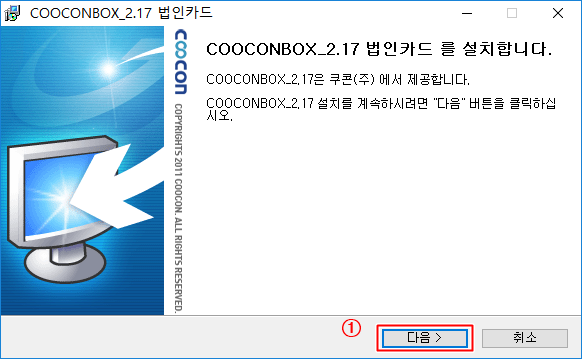 COOCONBOX_2.17 법인카드
COOCON
COPYRIGHTS 2011 COOCON. ALL RIGHTS RESERVED.
COOCONBOX_2.17 법인카드 를 설치합니다.
COOCONBOX_2.17은 쿠콘(주) 에서 제공합니다.
COOCONBOX_2.17 설치를 계속하시려면 "다음" 버튼을 클릭하십
시오.
①
다음 >
취소